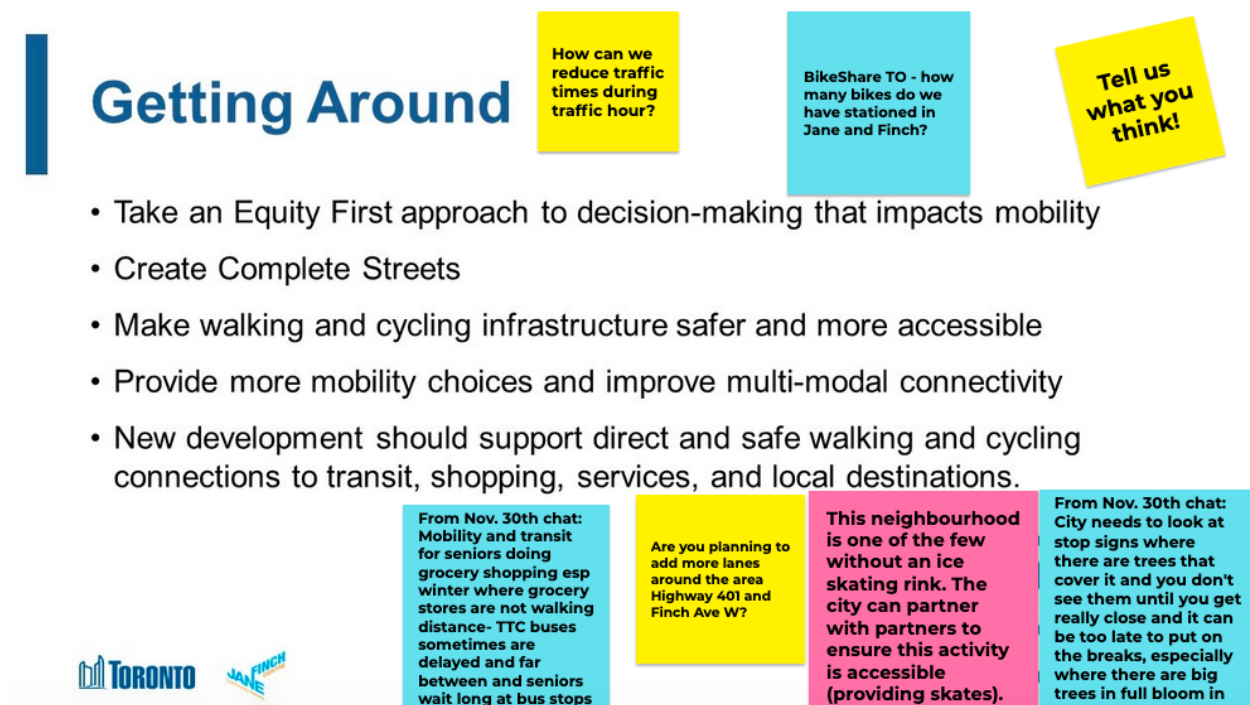 How can we
reduce traffic
times during
traffic hour?
BikeShare TO - how
many bikes do we
have stationed in
Jane and Finch?
Tell us
what you
think!
Getting Around
• Take an Equity First approach to decision-making that impacts mobility
• Create Complete Streets
• Make walking and cycling infrastructure safer and more accessible
• Provide more mobility choices and improve multi-modal connectivity
• New development should support direct and safe walking and cycling
connections to transit, shopping, services, and local destinations.
From Nov. 30th chat:
Mobility and transit
for seniors doing
grocery shopping esp
winter where grocery
stores are not walking
distance- TTC buses
sometimes are
delayed and far
between and seniors
wait long at bus stops
Are you planning to
add more lanes
around the area
Highway 401 and
Finch Ave W?
This neighbourhood
is one of the few
without an ice
skating rink. The
city can partner
with partners to
ensure this activity
is accessible
(providing skates).
From Nov. 30th chat:
City needs to look at
stop signs where
there are trees that
cover it and you don't
see them until you get
really close and it can
be too late to put on
the breaks, especially
where there are big
trees in full bloom in
TORONTO
JANE FINCH